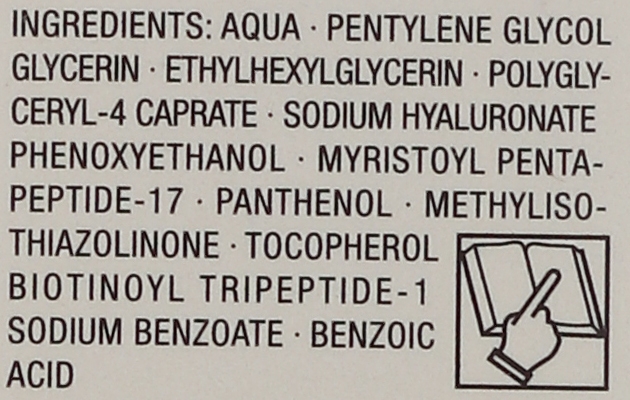 INGREDIENTS: AQUA · PENTYLENE GLYCOL
GLYCERIN · ETHYLHEXYLGLYCERIN · POLYGLY-
CERYL-4 CAPRATE · SODIUM HYALURONATE
PHENOXYETHANOL · MYRISTOYL PENTA-
PEPTIDE-17 · PANTHENOL · METHYLISO-
THIAZOLINONE · TOCOPHEROL
BIOTINOYL TRIPEPTIDE-1
SODIUM BENZOATE · BENZOIC
ACID